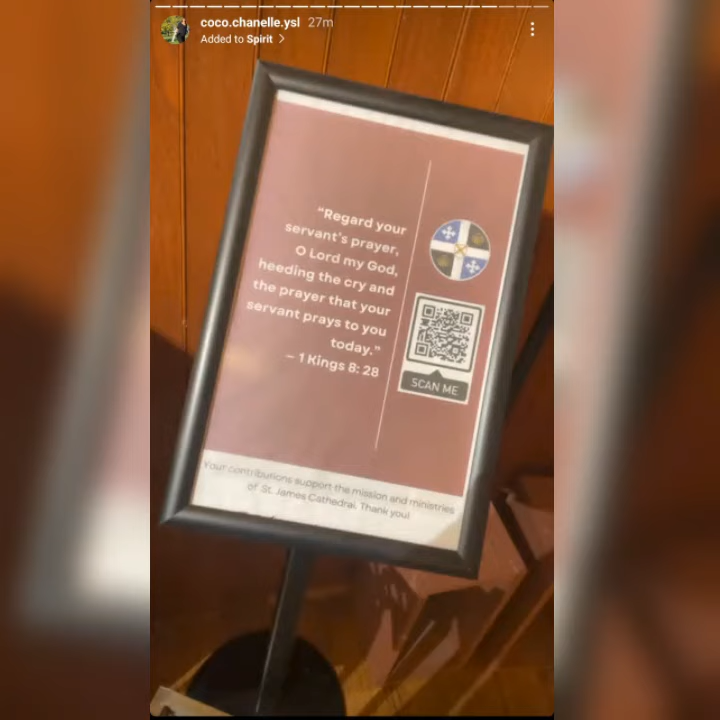 coco.chanelle.ysl 27m
Added to Spirit >
"Regard your
servant's prayer,
O Lord my God,
heeding the cry and
the prayer that your
servant prays to you
today."
– 1 Kings 8: 28
SCAN ME
Your contributions support the mission and ministries
of St. James Cathedral. Thank you!